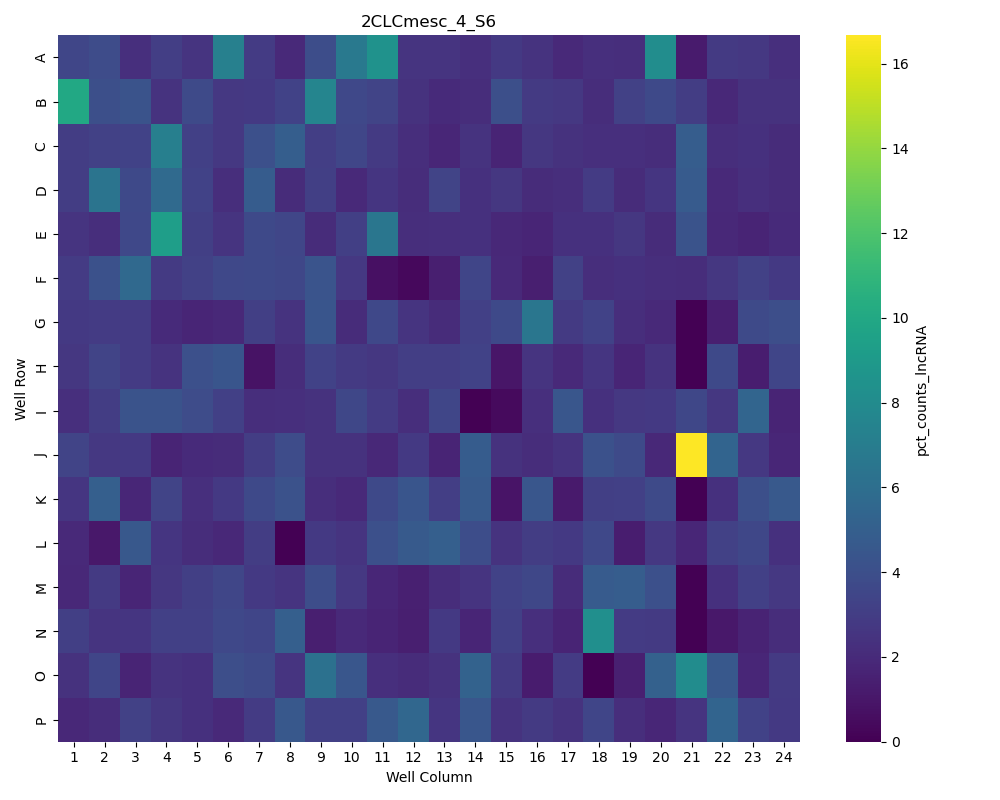 2CLCmesc_4_S6
Well Row
A
B
C
D
E
F
G
H
I
J
K
L
M
N
O
P
1 2 3 4 5 6 7 8 9 10 11 12 13 14 15 16 17 18 19 20 21 22 23 24
Well Column
16
14
12
10
8
6
4
2
0
pct_counts_lncRNA